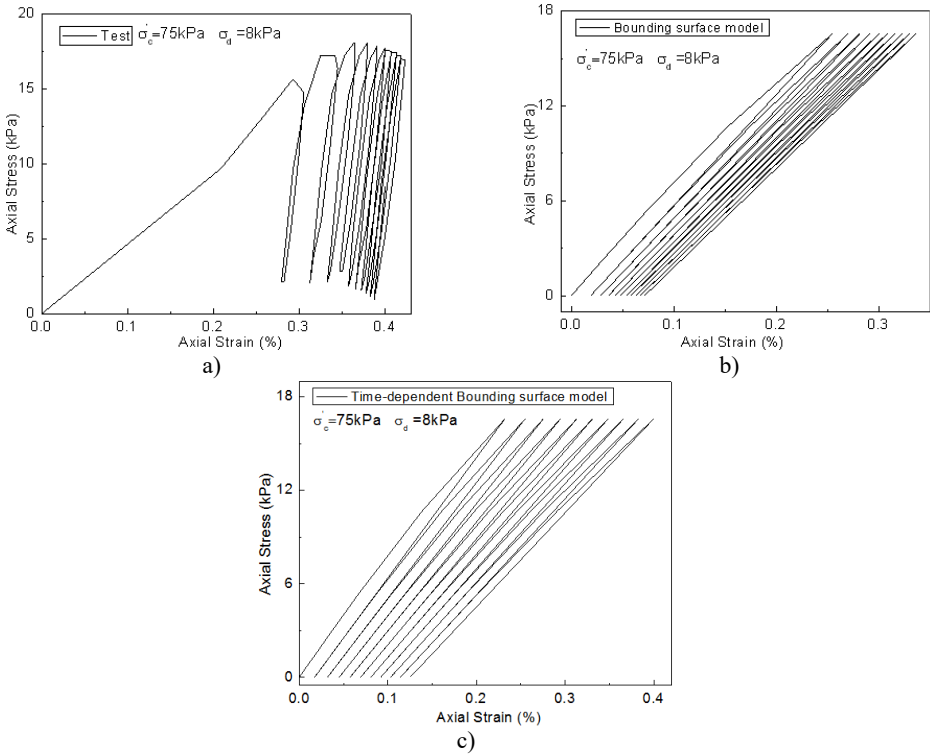 20
15
10
5
0
Axial Stress (kPa)
Test σ'c=75kPa σd =8kPa
0.0 0.1 0.2 0.3 0.4
Axial Strain (%)
a)
18
12
6
0
Axial Stress (kPa)
Bounding surface model
σ'c=75kPa σd =8kPa
0.0 0.1 0.2 0.3
Axial Strain (%)
b)
18
12
6
0
Axial Stress (kPa)
Time-dependent Bounding surface model
σ'c=75kPa σd =8kPa
0.0 0.1 0.2 0.3 0.4
Axial Strain (%)
c)